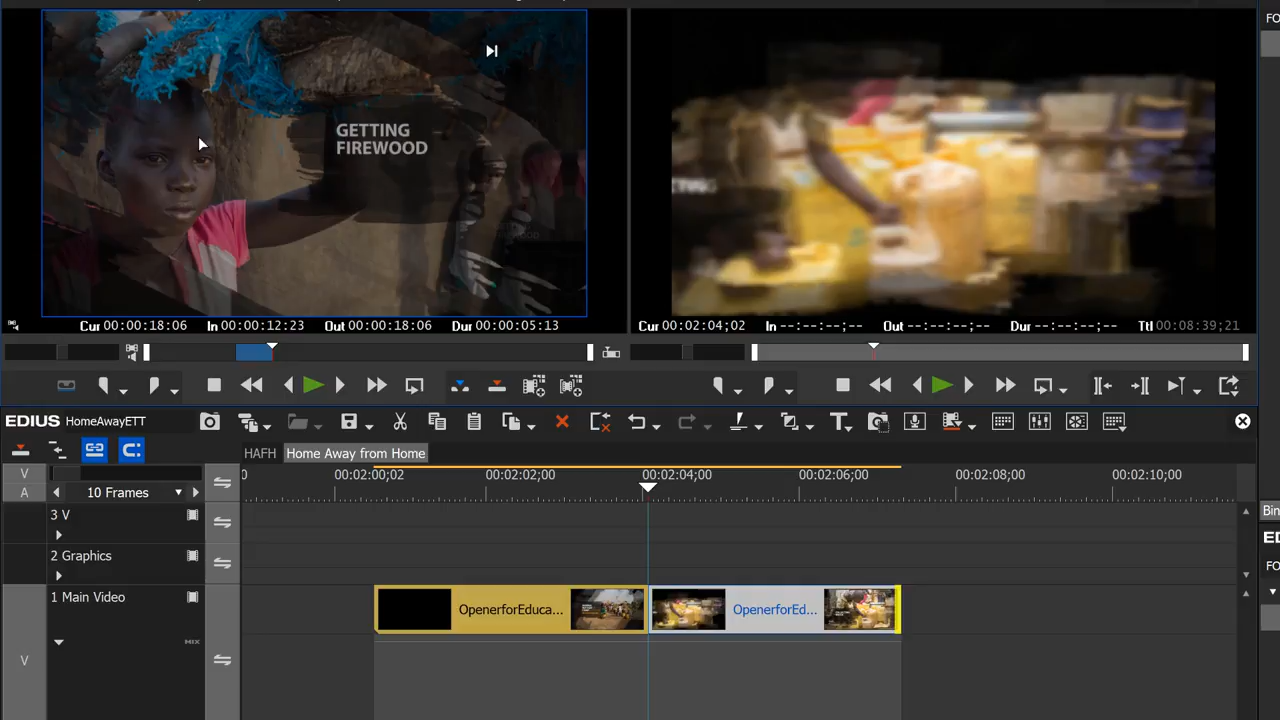 GETTING
FIREWOOD
Cur 00:00:18:06 In 00:00:12:23 Out 00:00:18:06 Dur 00:00:05:13
Cur 00:02:04;02 In --:--:--;-- Out --:--:--;-- Dur --:--:--;-- Ttl 00:08:39;21
EDIUS HomeAwayETT
HAFH Home Away from Home
V
A
10 Frames
00:02:00;02 00:02:02;00 00:02:04;00 00:02:06;00 00:02:08;00 00:02:10;00
3 V
2 Graphics
1 Main Video
OpenerforEduca... OpenerforEd...
MIX
V
FO
Bin
ED
FO